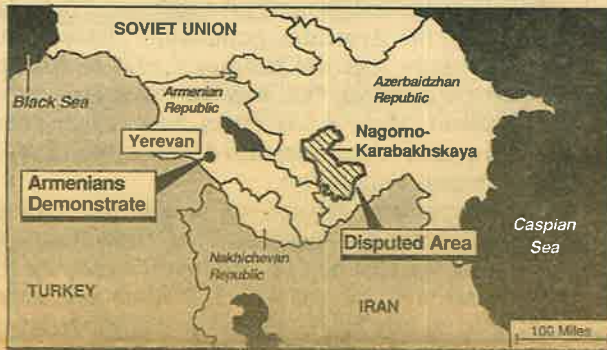 SOVIET UNION
Black Sea
Armenian
Republic
Azerbaidzhan
Republic
Yerevan
Nagorno-
Karabakhskaya
Armenians
Demonstrate
Disputed Area
Caspian
Sea
Nakhichevan
Republic
TURKEY
IRAN
100 Miles